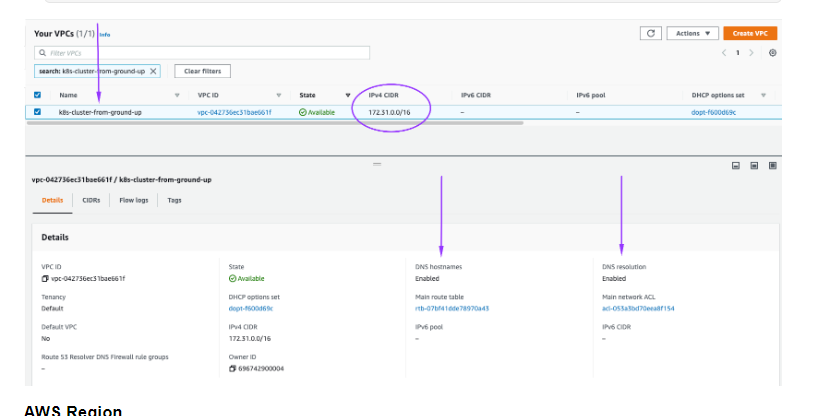 Your VPCs (1/1) Info
Actions ▼
Create VPC
Filter VPCs
1
search: k8s-cluster-from-ground-up
Clear filters
Name
VPC ID
State
IPv4 CIDR
IPv6 CIDR
IPv6 pool
DHCP options set
k8s-cluster-from-ground-up
vpc-042736ec31bae661f
Available
172.31.0.0/16
–
–
dopt-f600d69c
vpc-042736ec31bae661f / k8s-cluster-from-ground-up
Details
CIDRs
Flow logs
Tags
Details
VPC ID
vpc-042736ec31bae661f
State
Available
DNS hostnames
Enabled
DNS resolution
Enabled
Tenancy
Default
DHCP options set
dopt-f600d69c
Main route table
rtb-07bf41dde78970a43
Main network ACL
acl-053a3bd70eea8f154
Default VPC
No
IPv4 CIDR
172.31.0.0/16
IPv6 pool
–
IPv6 CIDR
–
Route 53 Resolver DNS Firewall rule groups
–
Owner ID
696742900004
AWS Region